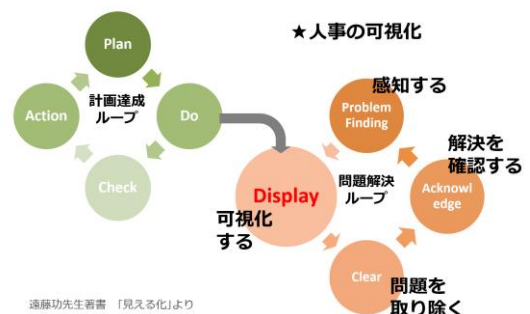 ★人事の可視化
Plan
Action
計画達成
ループ
Do
Check
感知する
Problem
Finding
解決を
確認する
Acknowl
edge
問題解決
ループ
Display
可視化
する
Clear
問題を
取り除く
遠藤功先生著書 「見える化」より